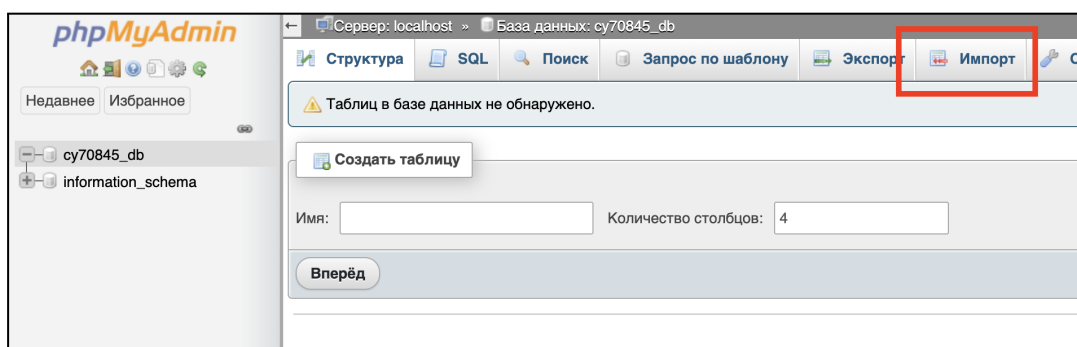 phpMyAdmin
Недавнее Избранное
cy70845_db
information_schema
Сервер: localhost » База данных: cy70845_db
Структура SQL Поиск Запрос по шаблону Экспорт Импорт
Таблиц в базе данных не обнаружено.
Создать таблицу
Имя: Количество столбцов: 4
Вперёд